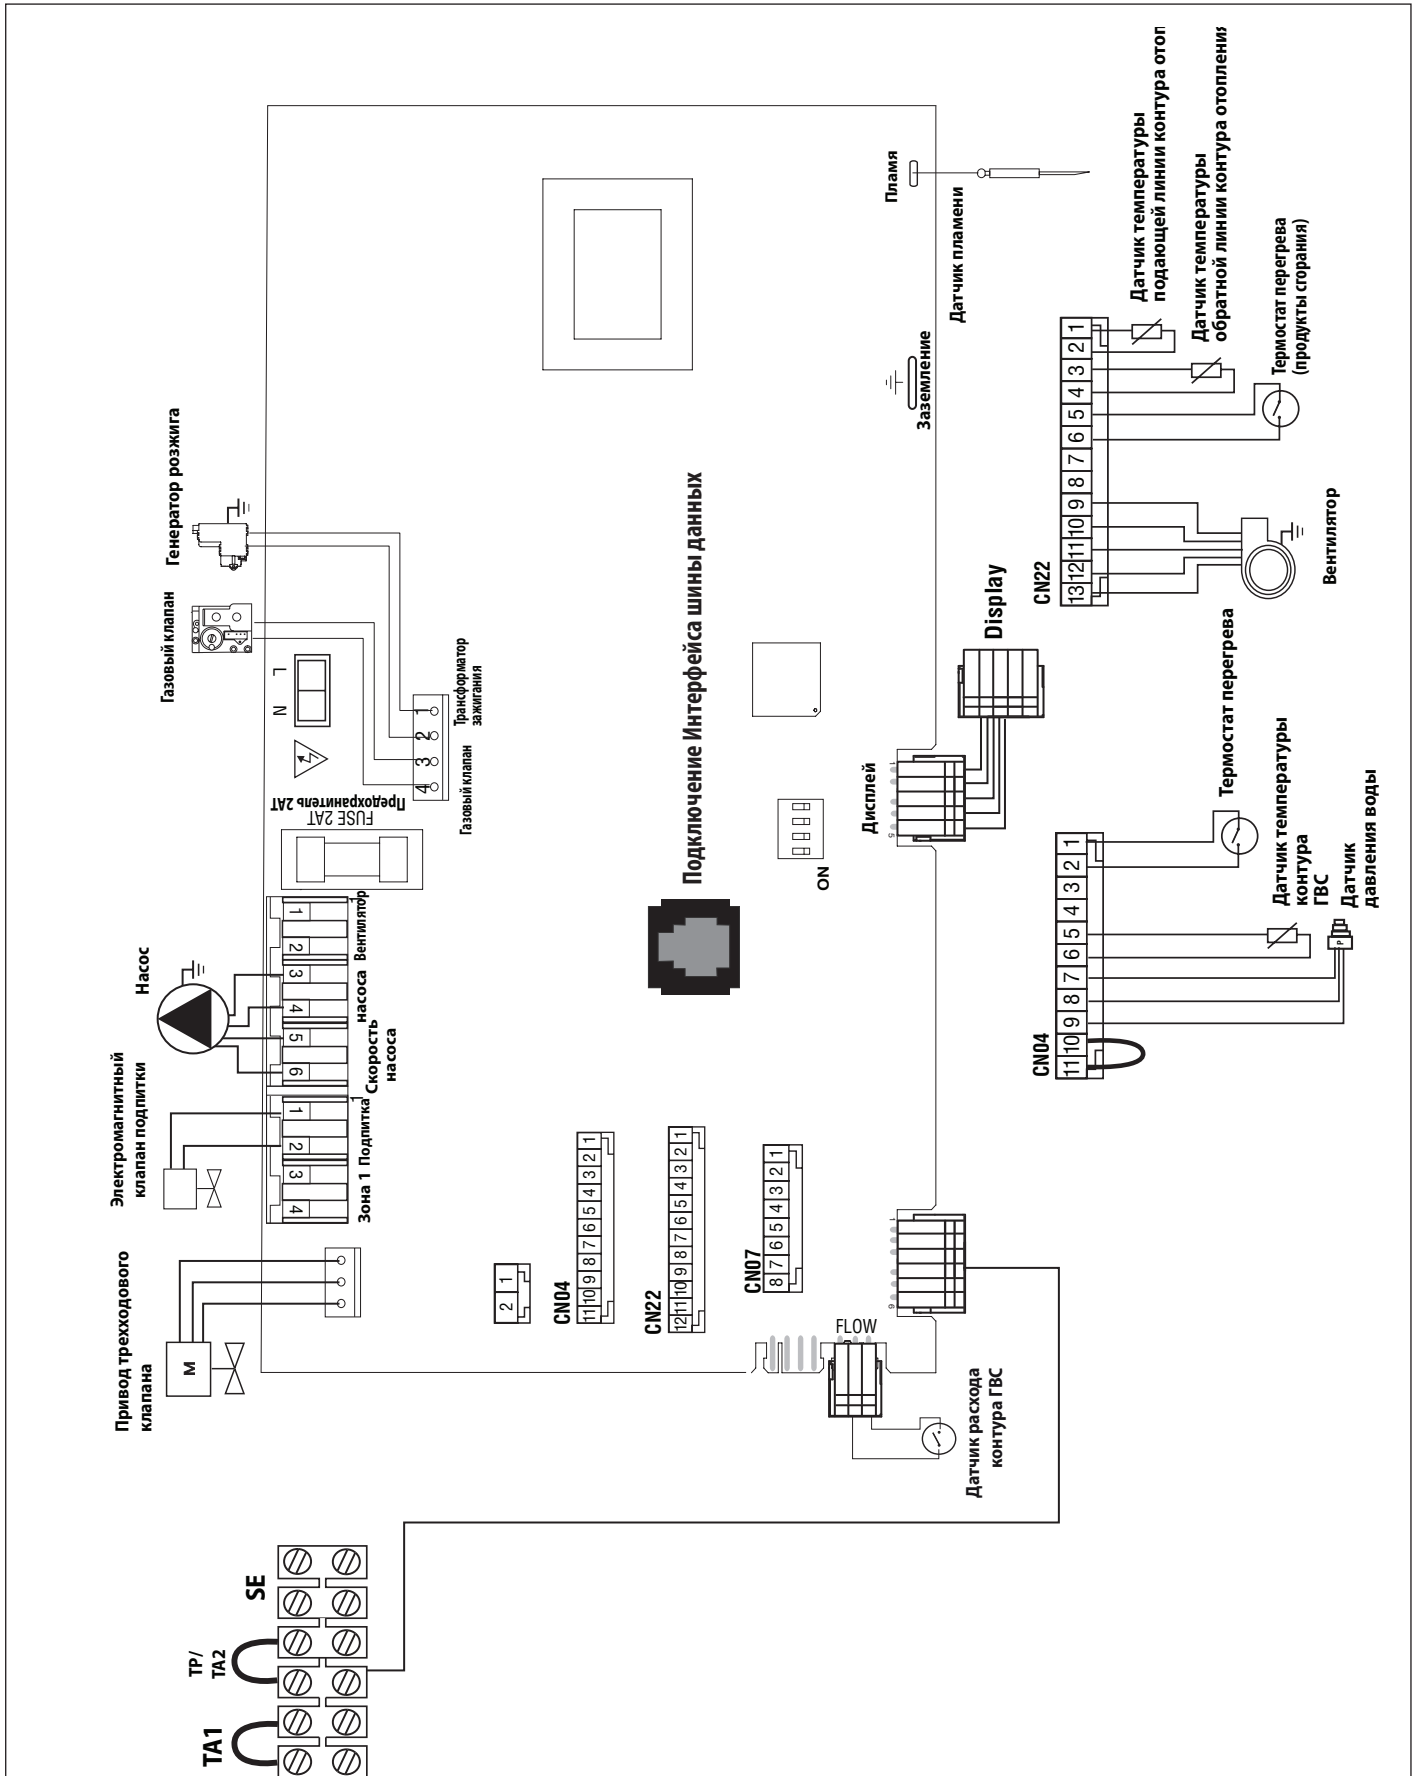 Генератор розжига
Газовый клапан
L
N
1
2
3
4
Трансформатор
зажигания
Газовый клапан
Предохранитель 2AT
FUSE 2AT
Насос
Электромагнитный
клапан подпитки
Привод трехходового
клапана
M
1
2
3
4
5
6
Вентилятор
насоса
Скорость
насоса
1
2
3
4
Зона 1 Подпитка
2 1
CN04
11 10 9 8 7 6 5 4 3 2 1
CN22
12 11 10 9 8 7 6 5 4 3 2 1
CN07
8 7 6 5 4 3 2 1
Подключение Интерфейса шины данных
ON
Пламя
Датчик пламени
Заземление
Дисплей
1
5
Display
1
6
FLOW
Датчик расхода
контура ГВС
CN22
13 12 11 10 9 8 7 6 5 4 3 2 1
Датчик температуры
подающей линии контура отоп
Датчик температуры
обратной линии контура отопления
Термостат перегрева
(продукты сгорания)
Вентилятор
CN04
11 10 9 8 7 6 5 4 3 2 1
Термостат перегрева
Датчик температуры
контура
ГВС
Датчик
давления воды
P
SE
TP/
TA2
TA1